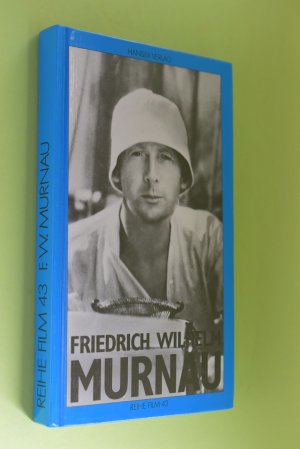 HANSER VERLAG
FRIEDRICH WILHELM
MURNAU
REIHE FILM 43
REIHE FILM 43 F.W. MURNAU